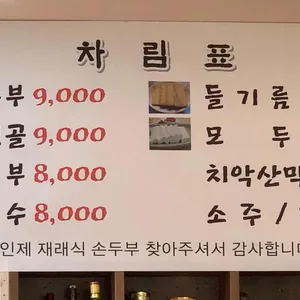 차 림 표
부 9,000
골 9,000
부 8,000
수 8,000
들 기 름
모 두
치악산막
소 주 /
인제 재래식 손두부 찾아주셔서 감사합니다